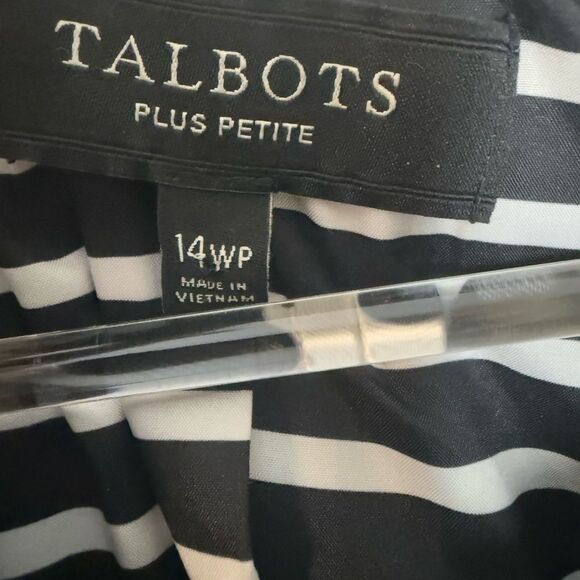 TALBOTS
PLUS PETITE
14WP
MADE IN
VIETNAM